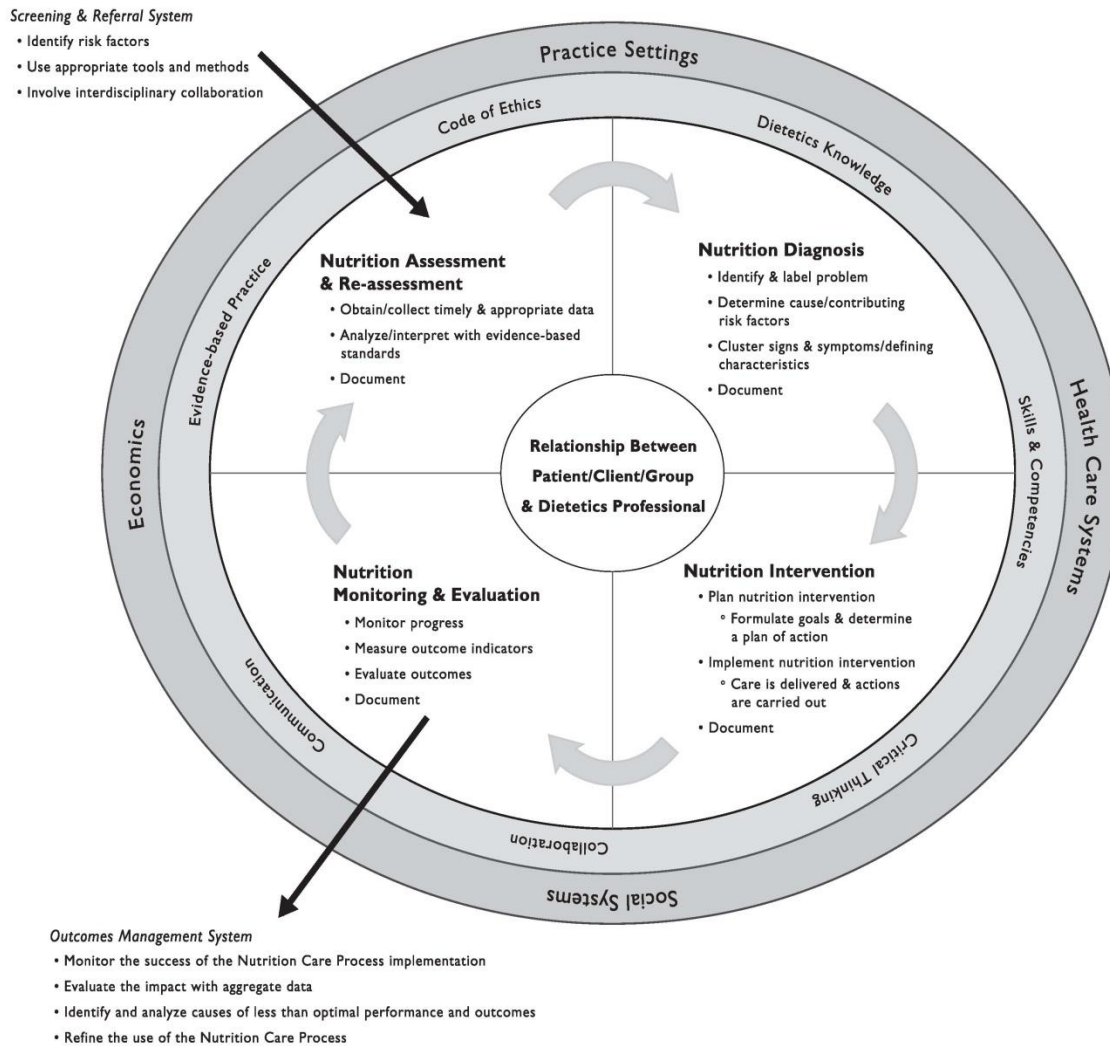 Screening & Referral System
• Identify risk factors
• Use appropriate tools and methods
• Involve interdisciplinary collaboration
Practice Settings
Code of Ethics
Dietetics Knowledge
Evidence-based Practice
Skills & Competencies
Economics
Health Care Systems
Nutrition Assessment
& Re-assessment
• Obtain/collect timely & appropriate data
• Analyze/interpret with evidence-based
standards
• Document
Nutrition Diagnosis
• Identify & label problem
• Determine cause/contributing
risk factors
• Cluster signs & symptoms/defining
characteristics
• Document
Relationship Between
Patient/Client/Group
& Dietetics Professional
Nutrition
Monitoring & Evaluation
• Monitor progress
• Measure outcome indicators
• Evaluate outcomes
• Document
Nutrition Intervention
• Plan nutrition intervention
° Formulate goals & determine
a plan of action
• Implement nutrition intervention
° Care is delivered & actions
are carried out
• Document
Communication
Critical Thinking
Collaboration
Social Systems
Outcomes Management System
• Monitor the success of the Nutrition Care Process implementation
• Evaluate the impact with aggregate data
• Identify and analyze causes of less than optimal performance and outcomes
• Refine the use of the Nutrition Care Process